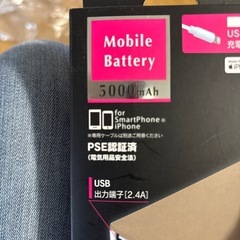 Mobile
Battery
5000mAh
for
SmartPhone
iPhone
PSE認証済
(電気用品安全法)
USB
出力端子[2.4A]
US
充電